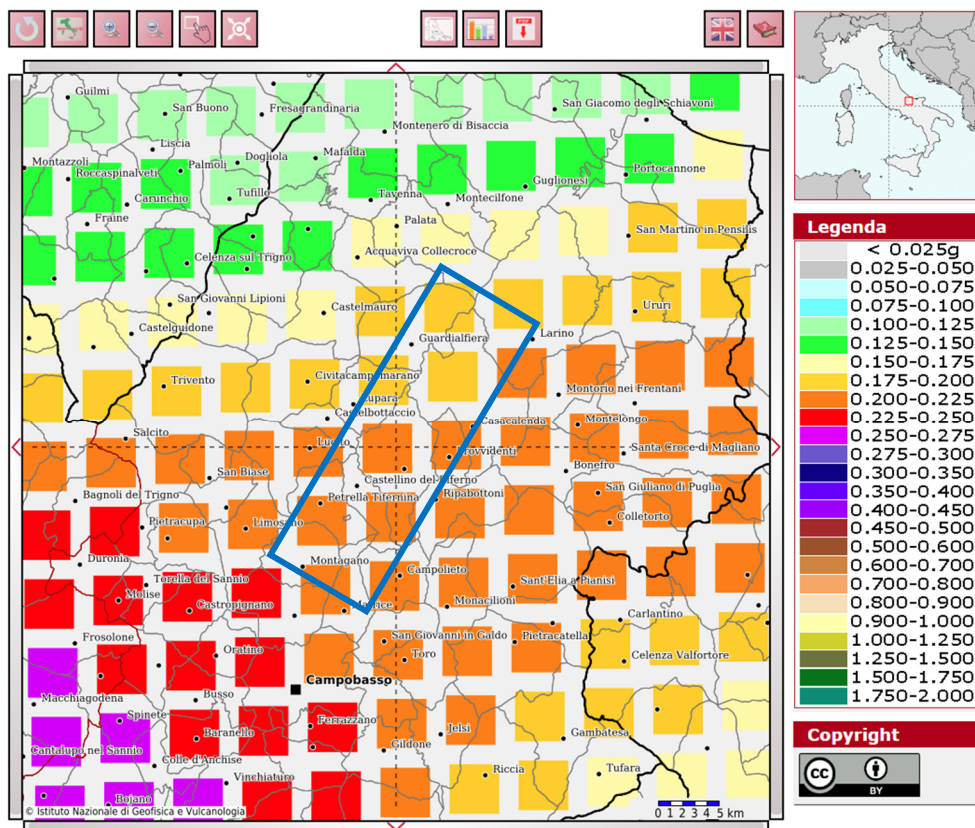 PDF
Guilmi
San Buono
Fresagrandinaria
San Giacomo degli Schiavoni
Montenero di Bisaccia
Liscia
Mafalda
Dogliola
Palmoli
Montazzoli
Roccaspinalveti
Portocannone
Guglionesi
Carunchio
Tufillo
Tavenna
Montecilfone
Fraine
Palata
San Martino in Pensilis
Acquaviva Collecroce
Celenza sul Trigno
San Giovanni Lipioni
Castelmauro
Ururi
Castelguidone
Guardialfiera
Larino
Trivento
Civitacampomarano
Montorio nei Frentani
Lupara
Castelbottaccio
Casacalenda
Montelongo
Salcito
Lucito
Provvidenti
Santa Croce di Magliano
San Biase
Bonefro
Castellino del Biferno
San Giuliano di Puglia
Bagnoli del Trigno
Petrella Tifernina
Ripabottoni
Pietracupa
Limosano
Colletorto
Duronia
Montagano
Campolieto
Torella del Sannio
Sant'Elia a Pianisi
Molise
Castropignano
Matrice
Monacilioni
Carlantino
Frosolone
San Giovanni in Galdo
Pietracatella
Oratino
Toro
Celenza Valfortore
Campobasso
Macchiagodena
Busso
Spinete
Ferrazzano
Baranello
Jelsi
Gambatesa
Cantalupo nel Sannio
Gildone
Colle d'Anchise
Vinchiaturo
Riccia
Tufara
Bojano
© Istituto Nazionale di Geofisica e Vulcanologia
0 1 2 3 4 5 km
Legenda
< 0.025g
0.025-0.050
0.050-0.075
0.075-0.100
0.100-0.125
0.125-0.150
0.150-0.175
0.175-0.200
0.200-0.225
0.225-0.250
0.250-0.275
0.275-0.300
0.300-0.350
0.350-0.400
0.400-0.450
0.450-0.500
0.500-0.600
0.600-0.700
0.700-0.800
0.800-0.900
0.900-1.000
1.000-1.250
1.250-1.500
1.500-1.750
1.750-2.000
Copyright
cc
BY